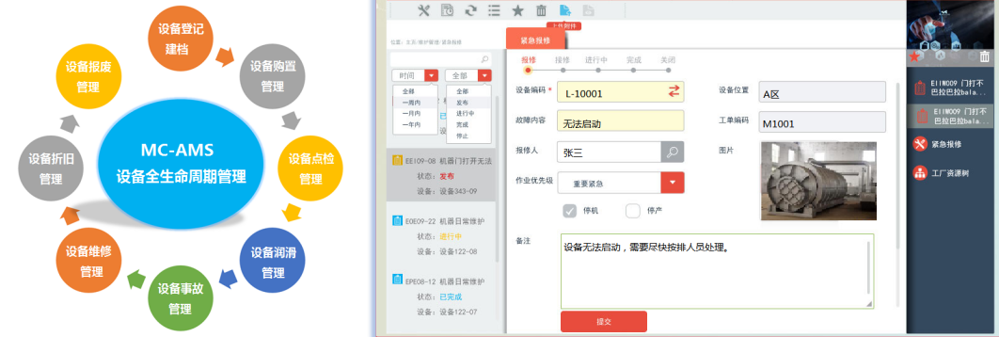 设备登记
建档
设备购置
管理
设备点检
管理
设备润滑
管理
设备事故
管理
设备维修
管理
设备折旧
管理
设备报废
管理
MC-AMS
设备全生命周期管理
上传附件
位置：主页/维护管理/紧急报修
时间
全部
全部
一周内
一月内
一年内
全部
发布
进行中
完成
停止
EE109-08 机器门打开无法
状态：发布
设备：设备343-09
E0E09-22 机器日常维护
状态：进行中
设备：设备122-08
EPE08-12 机器日常维护
状态：已完成
设备：设备122-07
紧急报修
报修 接修 进行中 完成 关闭
设备编码 * L-10001
设备位置 A区
故障内容 无法启动
工单编码 M1001
报修人 张三
图片
作业优先级 重要紧急
停机 停产
备注
设备无法启动，需要尽快按排人员处理。
提交
EIIW009 门打不
巴拉巴拉bala...
EIIW009 门打不
巴拉巴拉bala...
紧急报修
工厂资源树